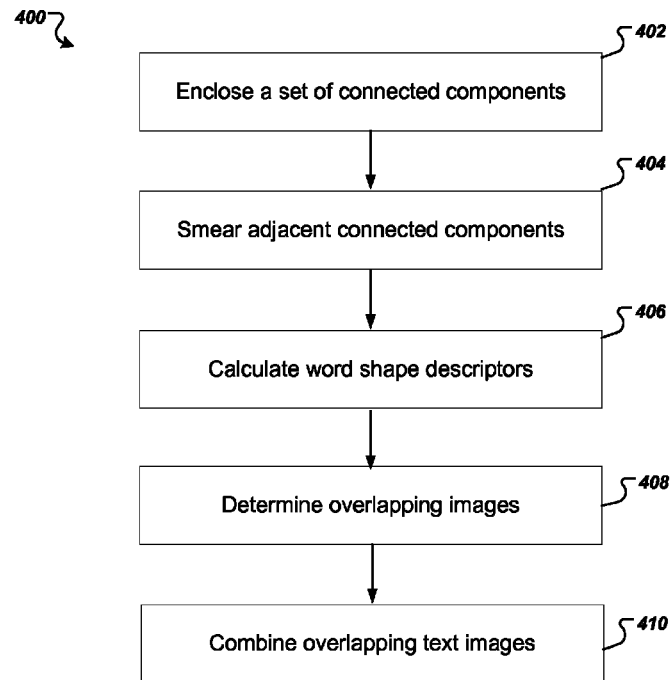 400
402
Enclose a set of connected components
404
Smear adjacent connected components
406
Calculate word shape descriptors
408
Determine overlapping images
410
Combine overlapping text images